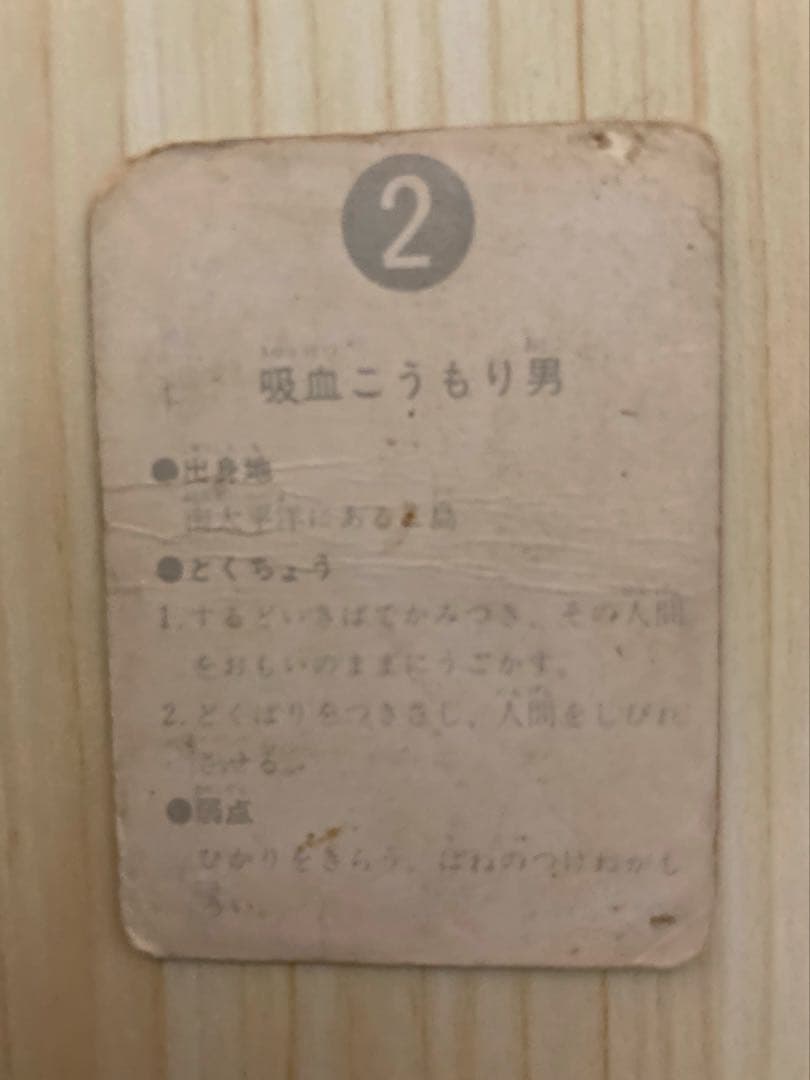 2
吸血こうもり男
●出身地
南太平洋にある島
●とくちょう
1.するどいきばでかみつき、その人間
をおもいのままにうごかす。
2.どくばりをつきさし、人間をしびれ
させる。
●弱点
ひかりをきらう。はねのつけねがも
ろい。